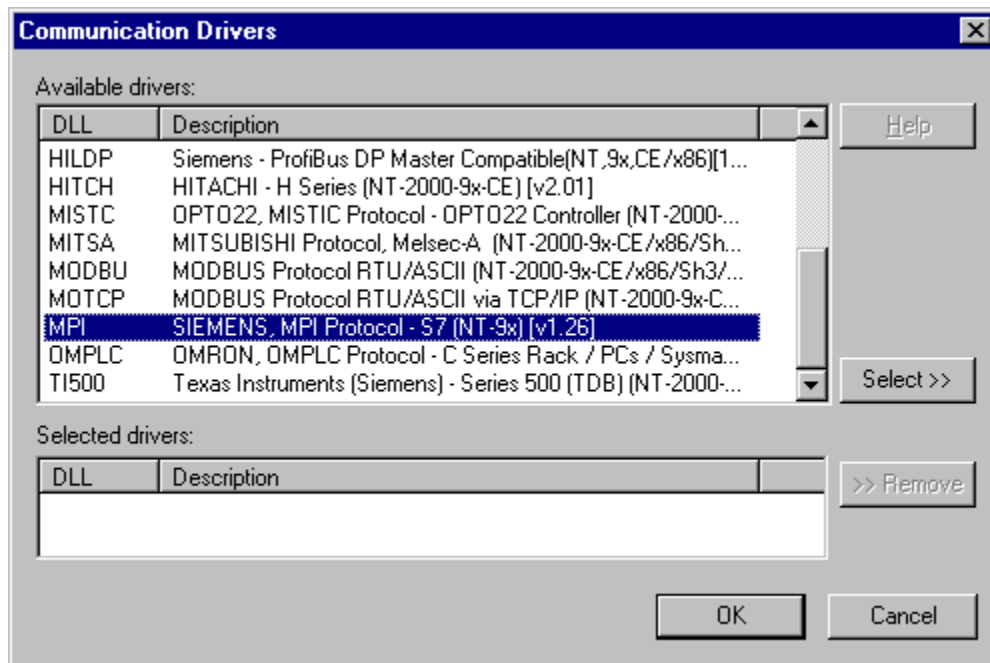 Communication Drivers
Available drivers:
DLL Description
Help
HILDP Siemens - ProfiBus DP Master Compatible(NT,9x,CE/x86)[1...
HITCH HITACHI - H Series (NT-2000-9x-CE) [v2.01]
MISTC OPTO22, MISTIC Protocol - OPTO22 Controller (NT-2000-...
MITSA MITSUBISHI Protocol, Melsec-A (NT-2000-9x-CE/x86/Sh...
MODBU MODBUS Protocol RTU/ASCII (NT-2000-9x-CE/x86/Sh3/...
MOTCP MODBUS Protocol RTU/ASCII via TCP/IP (NT-2000-9x-C...
MPI SIEMENS, MPI Protocol - S7 (NT-9x) [v1.26]
OMPLC OMRON, OMPLC Protocol - C Series Rack / PCs / Sysma...
TI500 Texas Instruments (Siemens) - Series 500 (TDB) (NT-2000-...
Select >>
Selected drivers:
DLL Description
>> Remove
OK Cancel